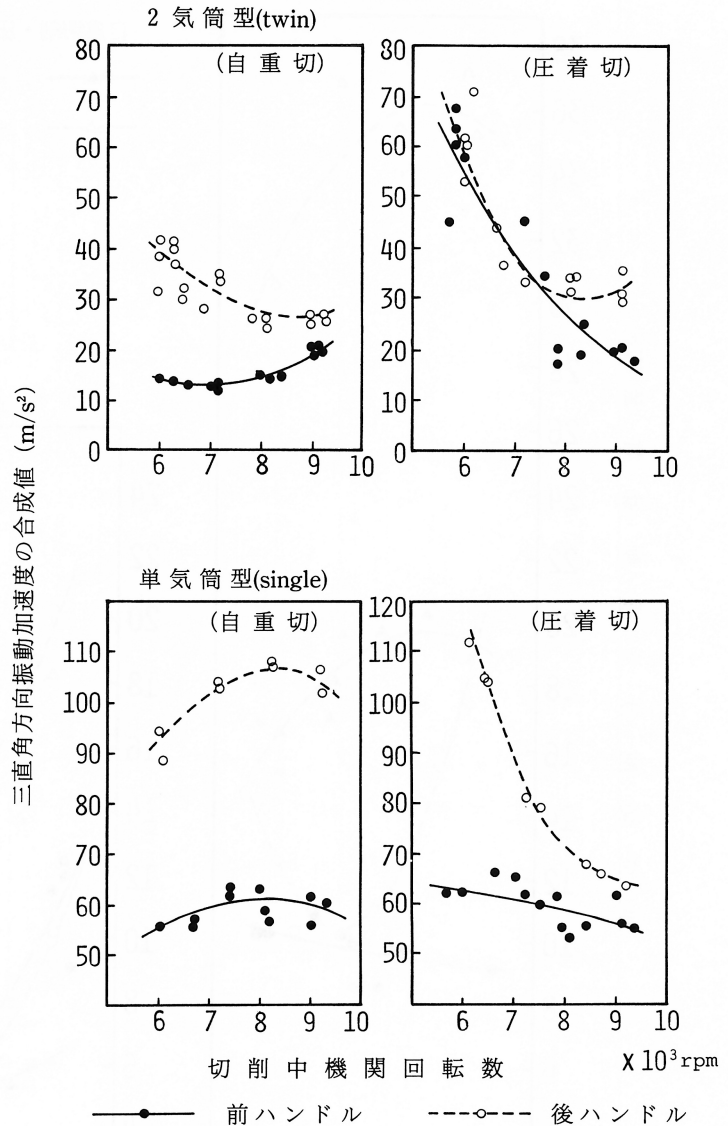 2 気 筒 型(twin)
80
70
60
50
40
30
20
10
0
(自 重 切)
6 7 8 9 10
80
70
60
50
40
30
20
10
0
(圧 着 切)
6 7 8 9 10
三直角方向振動加速度の合成値 (m/s²)
単 気 筒 型(single)
110
100
90
80
70
60
50
(自 重 切)
6 7 8 9 10
120
110
100
90
80
70
60
50
(圧 着 切)
6 7 8 9 10
切 削 中 機 関 回 転 数
×10³rpm
前 ハ ン ド ル
後 ハ ン ド ル